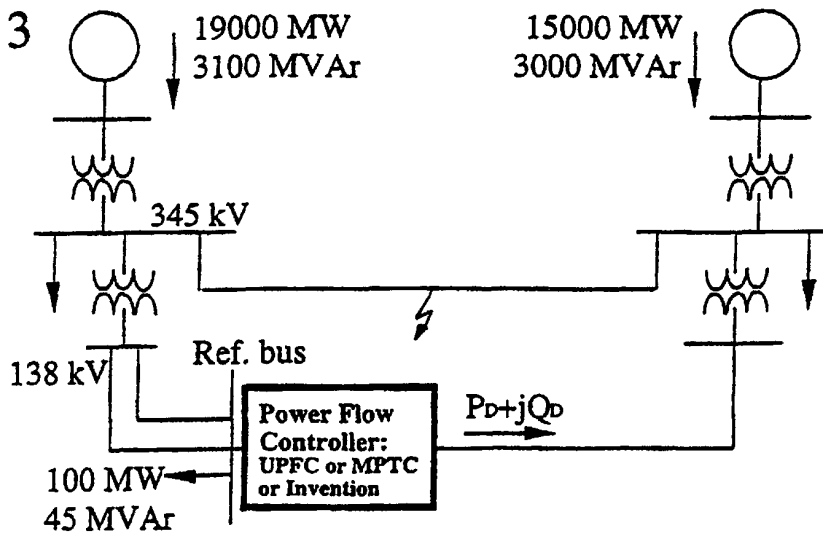 3
19000 MW
3100 MVAr
15000 MW
3000 MVAr
345 kV
138 kV
Ref. bus
Power Flow
Controller:
UPFC or MPTC
or Invention
PD+jQD
100 MW
45 MVAr